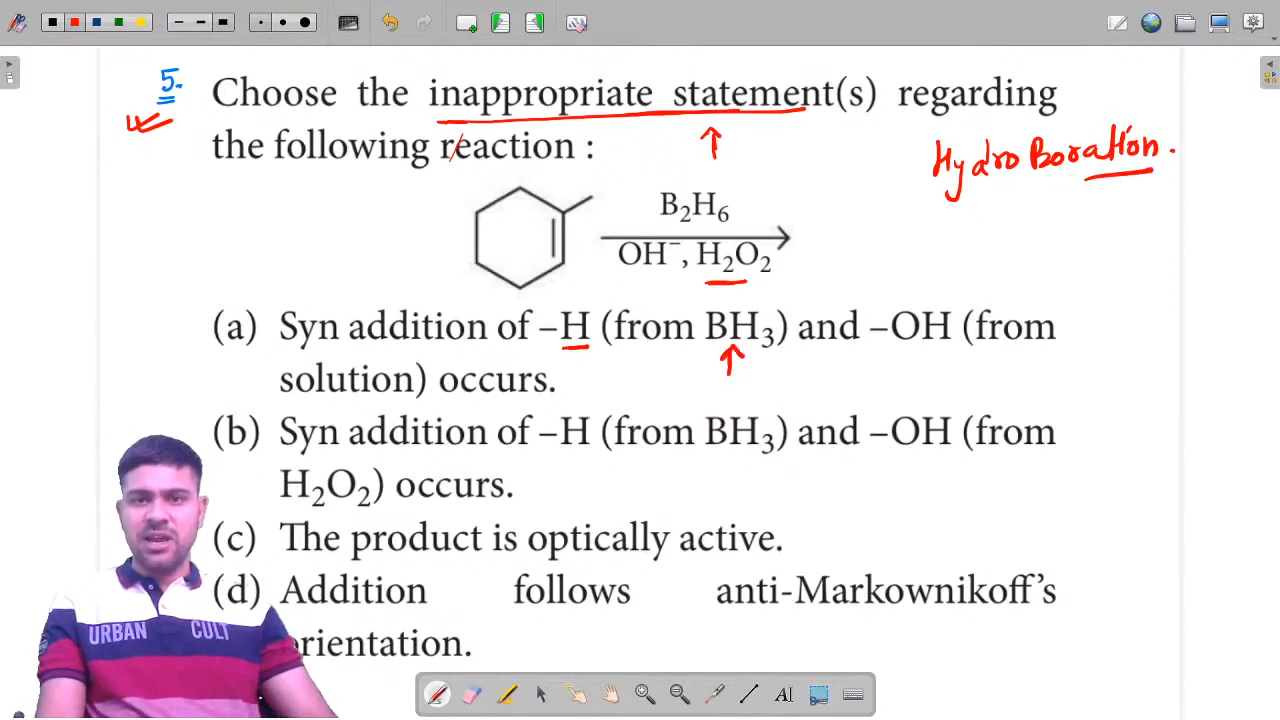 5.
Choose the inappropriate statement(s) regarding
the following reaction :
Hydro Boration.
B₂H₆
OH⁻, H₂O₂
(a) Syn addition of –H (from BH₃) and –OH (from
solution) occurs.
(b) Syn addition of –H (from BH₃) and –OH (from
H₂O₂) occurs.
(c) The product is optically active.
(d) Addition follows anti-Markownikoff's
orientation.
URBAN CULT
AI